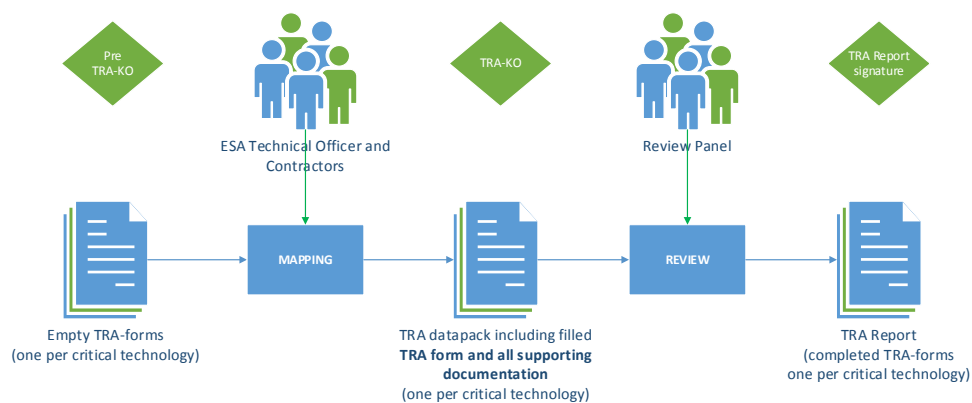 Pre
TRA-KO
TRA-KO
TRA Report
signature
ESA Technical Officer and
Contractors
Review Panel
MAPPING
REVIEW
Empty TRA-forms
(one per critical technology)
TRA datapack including filled
TRA form and all supporting
documentation
(one per critical technology)
TRA Report
(completed TRA-forms
one per critical technology)